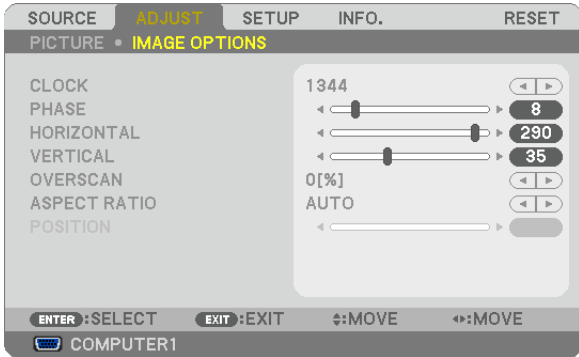 SOURCE ADJUST SETUP INFO. RESET
PICTURE • IMAGE OPTIONS
CLOCK 1344
PHASE 8
HORIZONTAL 290
VERTICAL 35
OVERSCAN 0[%]
ASPECT RATIO AUTO
POSITION
ENTER :SELECT EXIT :EXIT :MOVE :MOVE
COMPUTER1